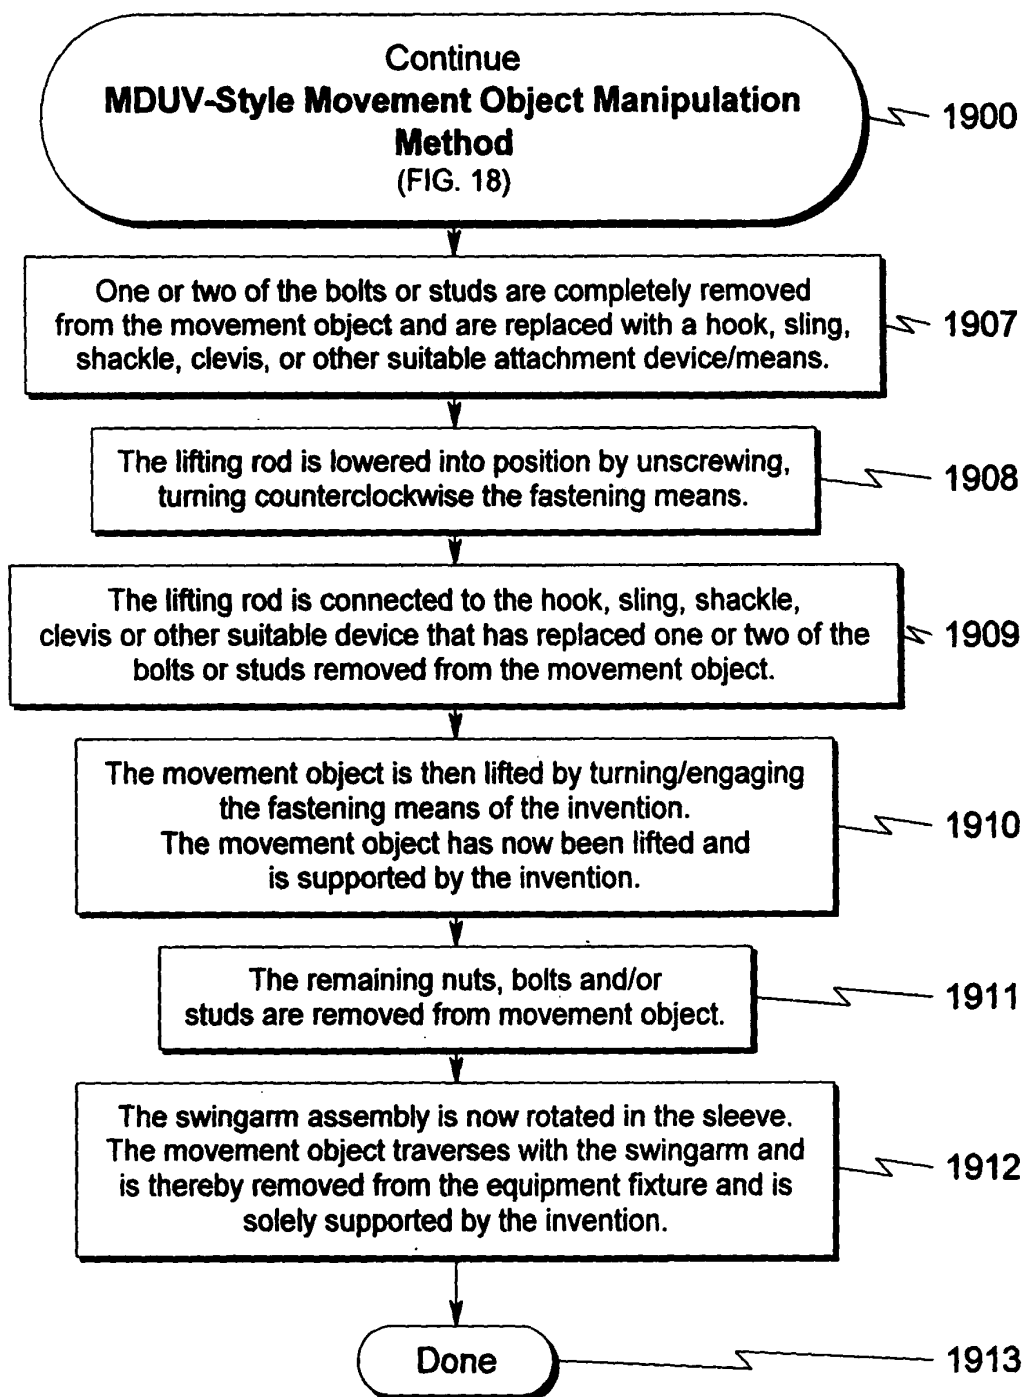 Continue
MDUV-Style Movement Object Manipulation
Method
(FIG. 18)
1900
One or two of the bolts or studs are completely removed
from the movement object and are replaced with a hook, sling,
shackle, clevis, or other suitable attachment device/means.
1907
The lifting rod is lowered into position by unscrewing,
turning counterclockwise the fastening means.
1908
The lifting rod is connected to the hook, sling, shackle,
clevis or other suitable device that has replaced one or two of the
bolts or studs removed from the movement object.
1909
The movement object is then lifted by turning/engaging
the fastening means of the invention.
The movement object has now been lifted and
is supported by the invention.
1910
The remaining nuts, bolts and/or
studs are removed from movement object.
1911
The swingarm assembly is now rotated in the sleeve.
The movement object traverses with the swingarm and
is thereby removed from the equipment fixture and is
solely supported by the invention.
1912
Done
1913